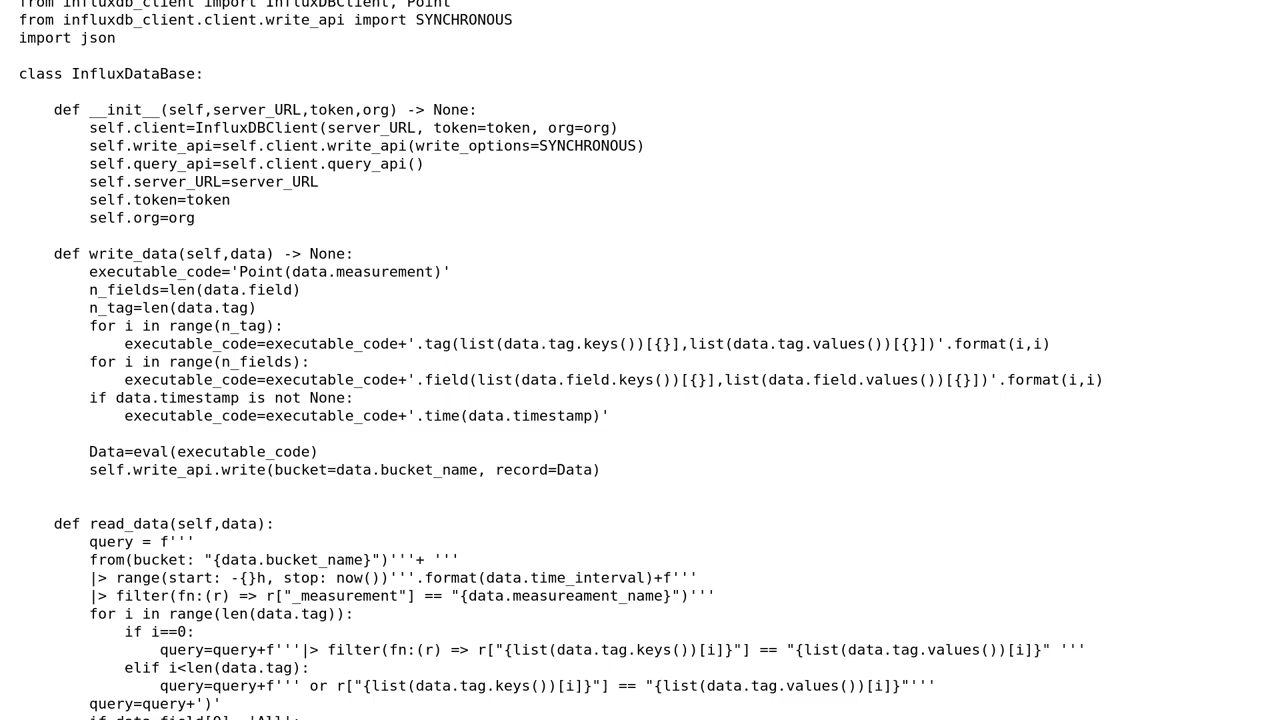 from influxdb_client import InfluxDBClient, Point
from influxdb_client.client.write_api import SYNCHRONOUS
import json

class InfluxDataBase:

    def __init__(self,server_URL,token,org) -> None:
        self.client=InfluxDBClient(server_URL, token=token, org=org)
        self.write_api=self.client.write_api(write_options=SYNCHRONOUS)
        self.query_api=self.client.query_api()
        self.server_URL=server_URL
        self.token=token
        self.org=org

    def write_data(self,data) -> None:
        executable_code='Point(data.measurement)'
        n_fields=len(data.field)
        n_tag=len(data.tag)
        for i in range(n_tag):
            executable_code=executable_code+'.tag(list(data.tag.keys())[{}],list(data.tag.values())[{}])'.format(i,i)
        for i in range(n_fields):
            executable_code=executable_code+'.field(list(data.field.keys())[{}],list(data.field.values())[{}])'.format(i,i)
        if data.timestamp is not None:
            executable_code=executable_code+'.time(data.timestamp)'

        Data=eval(executable_code)
        self.write_api.write(bucket=data.bucket_name, record=Data)


    def read_data(self,data):
        query = f'''
        from(bucket: "{data.bucket_name}")'''+ '''
        |> range(start: -{}h, stop: now())'''.format(data.time_interval)+f'''
        |> filter(fn:(r) => r["_measurement"] == "{data.measureament_name}")'''
        for i in range(len(data.tag)):
            if i==0:
                query=query+f'''|> filter(fn:(r) => r["{list(data.tag.keys())[i]}"] == "{list(data.tag.values())[i]}" '''
            elif i<len(data.tag):
                query=query+f''' or r["{list(data.tag.keys())[i]}"] == "{list(data.tag.values())[i]}"'''
        query=query+')'